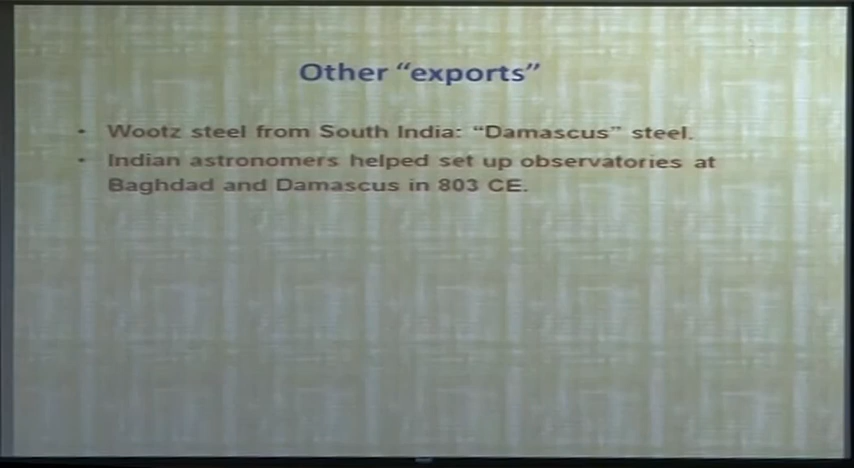 Other “exports”
• Wootz steel from South India: “Damascus” steel.
• Indian astronomers helped set up observatories at
Baghdad and Damascus in 803 CE.